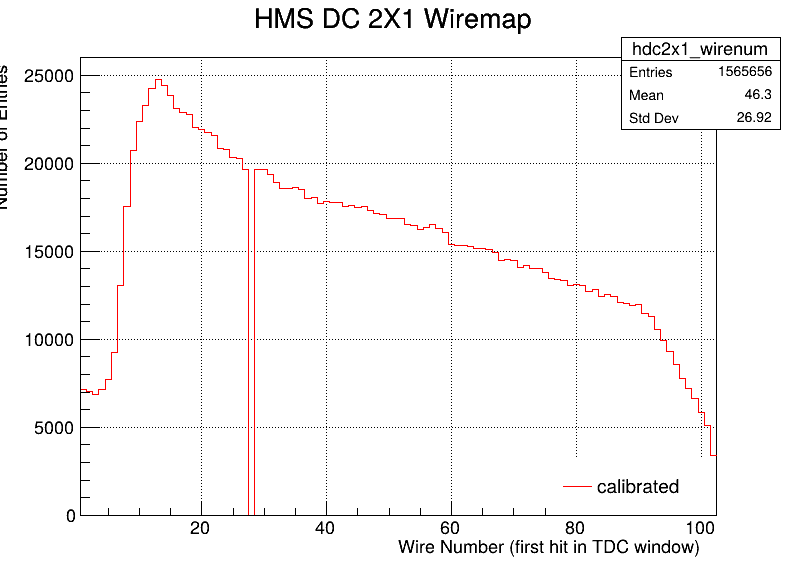 HMS DC 2X1 Wiremap
hdc2x1_wirenum
Entries 1565656
Mean 46.3
Std Dev 26.92
Number of Entries
25000
20000
15000
10000
5000
0
calibrated
20 40 60 80 100
Wire Number (first hit in TDC window)